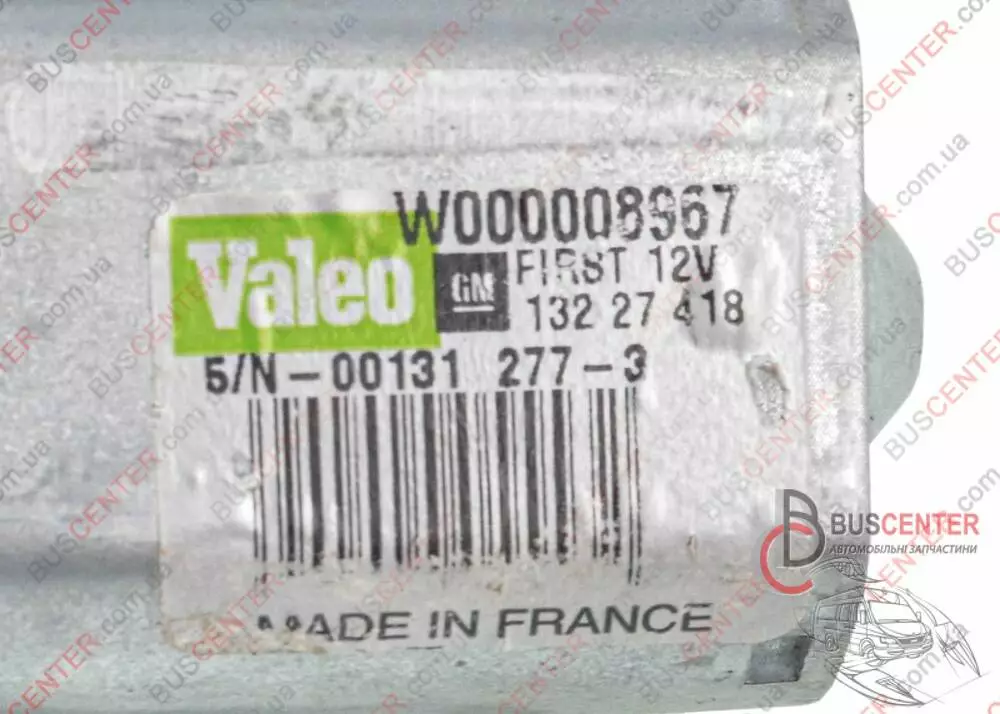 W000008967
Valeo
GM
FIRST 12V
132 27 418
5/N-00131 277-3
MADE IN FRANCE
BUSCENTER
АВТОМОБІЛЬНІ ЗАПЧАСТИНИ
BUSCENTER.com.ua